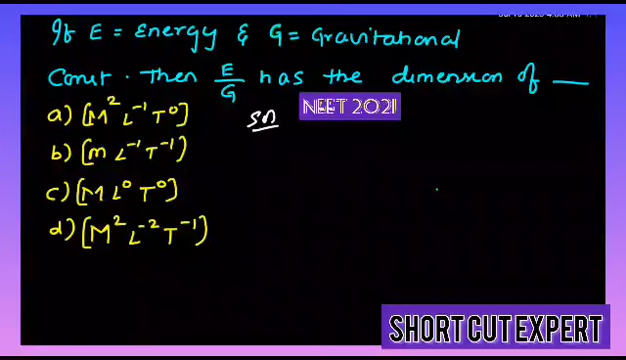 If E = Energy & G = Gravitational
Const. Then E/G has the dimension of ___
a) [M² L⁻¹ T⁰]
Sol
NEET 2021
b) [m L⁻¹ T⁻¹]
c) [M L⁰ T⁰]
d) [M² L⁻² T⁻¹)
SHORT CUT EXPERT